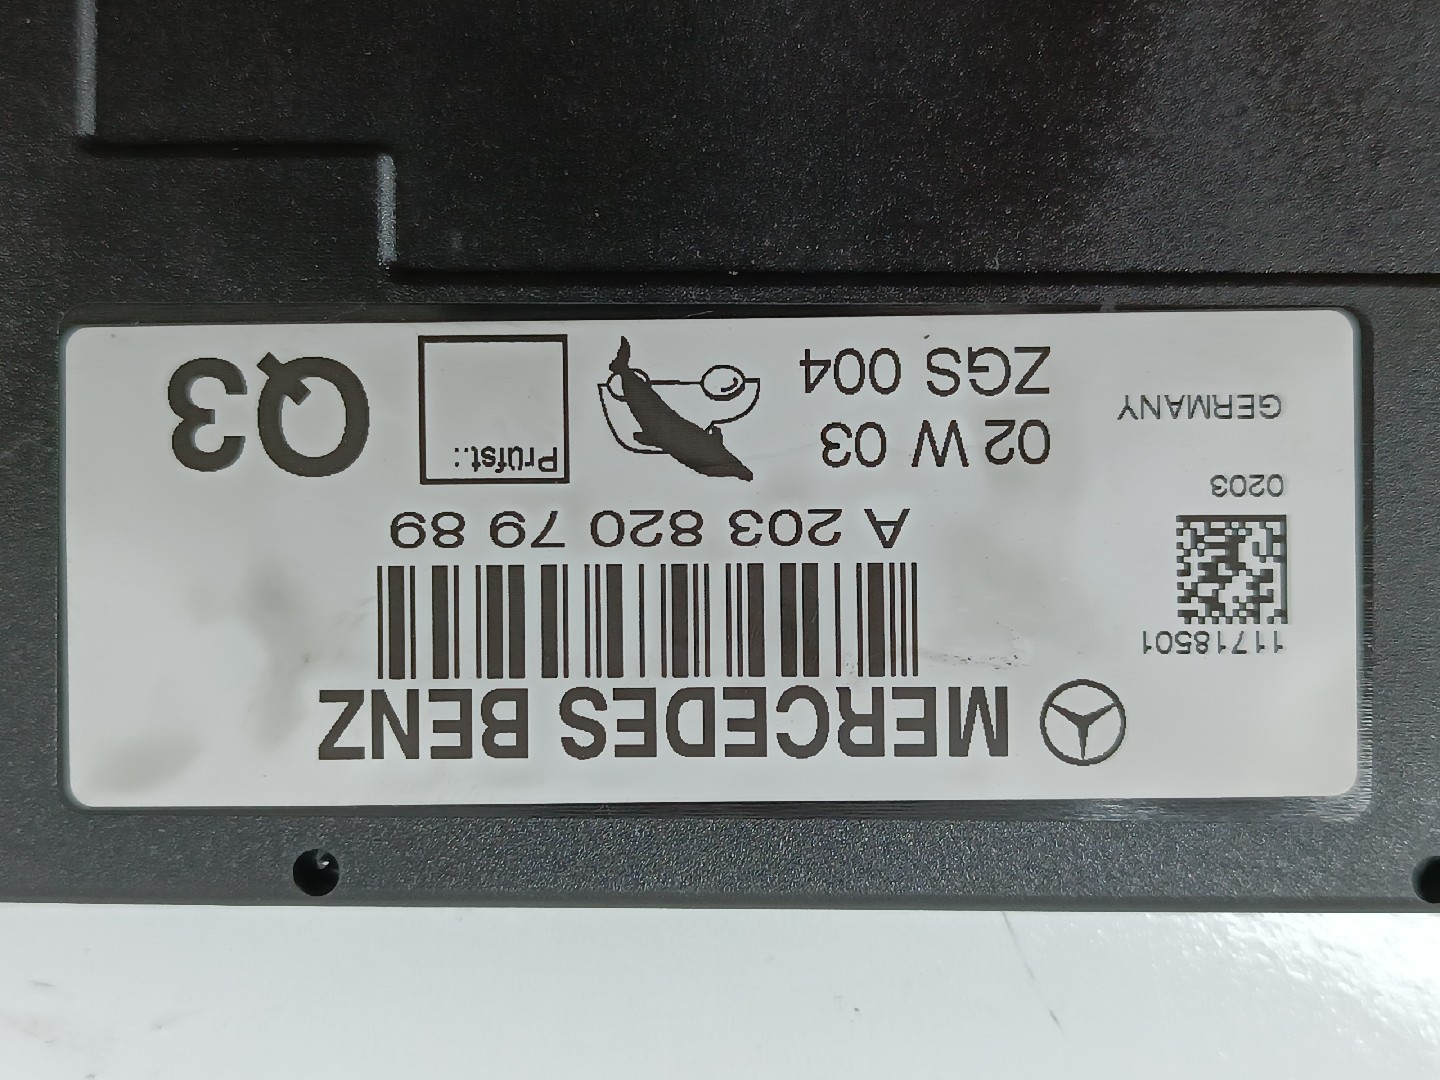 MERCEDES BENZ
11718501
0203
GERMANY
A 203 820 79 89
02 W 03
ZGS 004
Prüfst.:
Q3